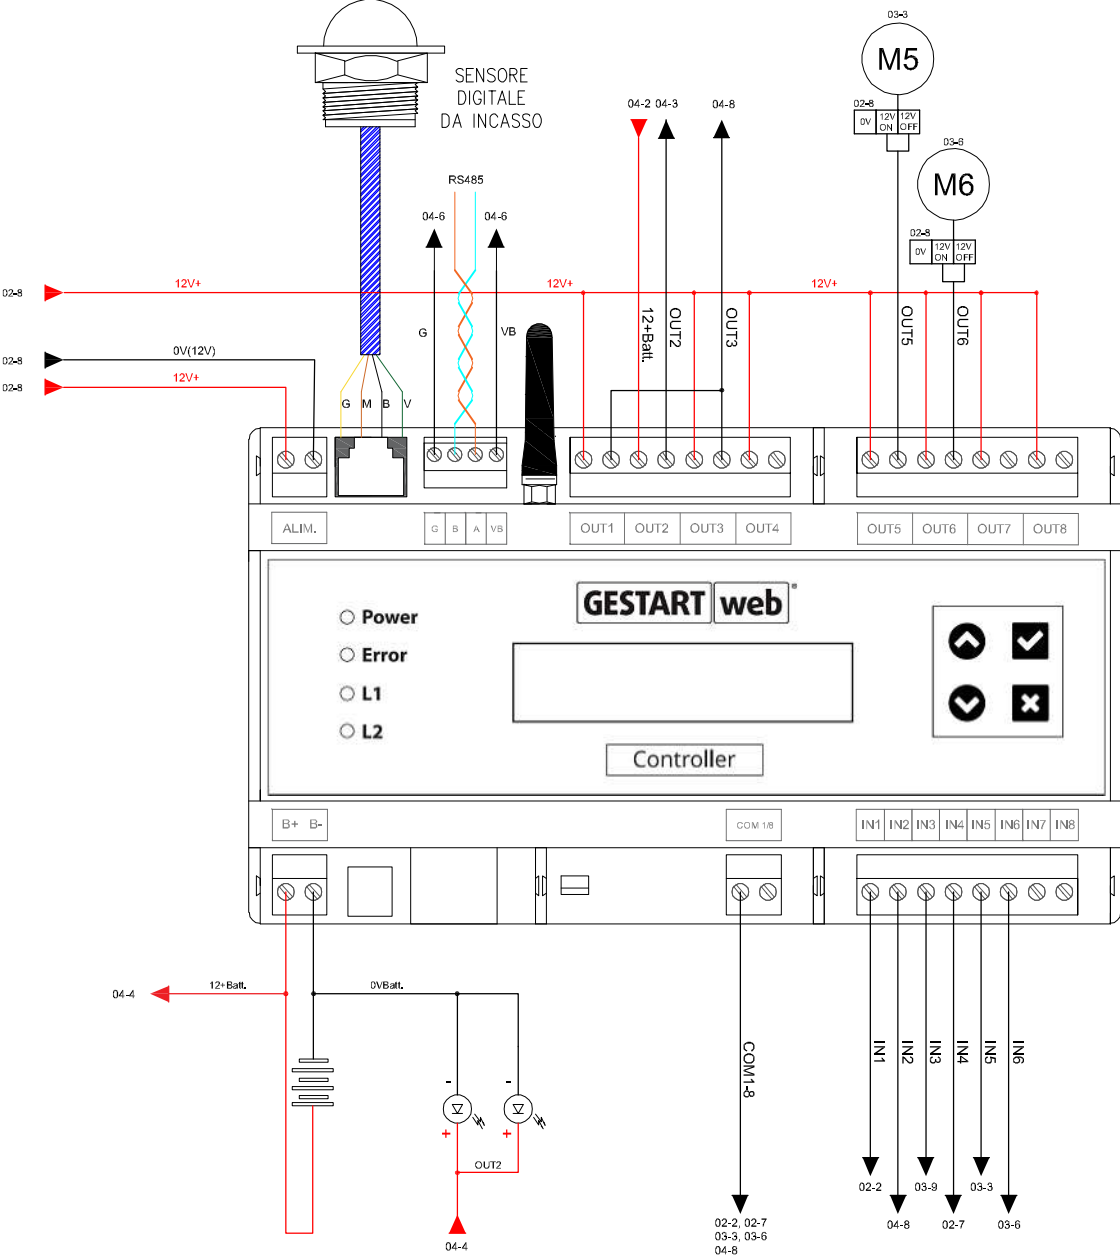 03-3
M5
SENSORE
DIGITALE
DA INCASSO
04-2 04-3 04-8
02-8
0V 12V ON 12V OFF
03-6
M6
RS485
04-6 04-6
02-8
0V 12V ON 12V OFF
02-8 12V+ 12V+ 12V+
G VB 12+Batt. OUT2 OUT3 OUT5 OUT6
02-8 0V(12V)
02-8 12V+
G M B V
ALIM. G B A VB OUT1 OUT2 OUT3 OUT4 OUT5 OUT6 OUT7 OUT8
GESTART web
Power
Error
L1
L2
Controller
B+ B- COM 1/8 IN1 IN2 IN3 IN4 IN5 IN6 IN7 IN8
04-4 12+Batt. 0VBatt.
COM1-8 IN1 IN2 IN3 IN4 IN5 IN6
- -
+ +
OUT2
02-2 03-9 03-3
04-8 02-7 03-6
02-2, 02-7
03-3, 03-6
04-8
04-4